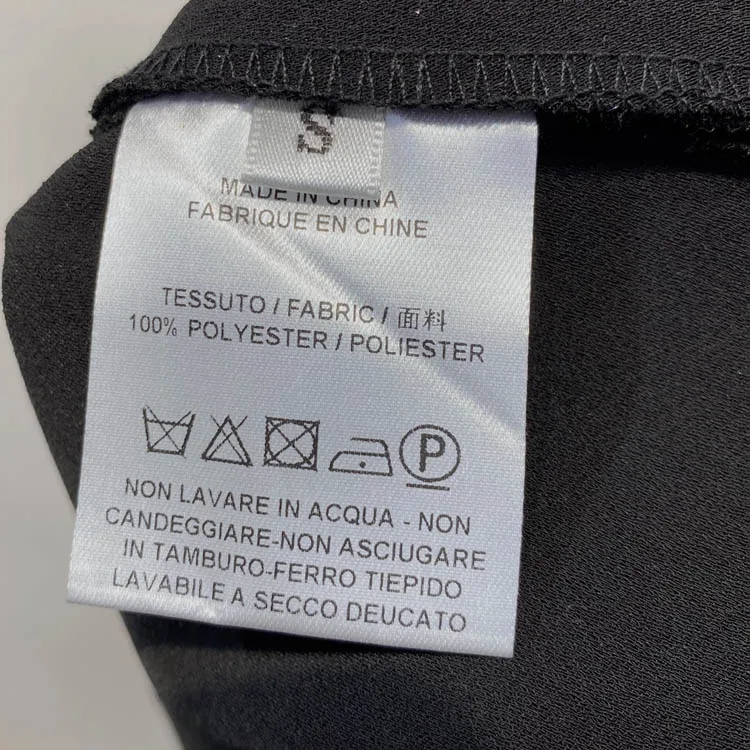 S
MADE IN CHINA
FABRIQUE EN CHINE
TESSUTO / FABRIC / 面料
100% POLYESTER / POLIESTER
P
NON LAVARE IN ACQUA - NON
CANDEGGIARE-NON ASCIUGARE
IN TAMBURO-FERRO TIEPIDO
LAVABILE A SECCO DEUCATO